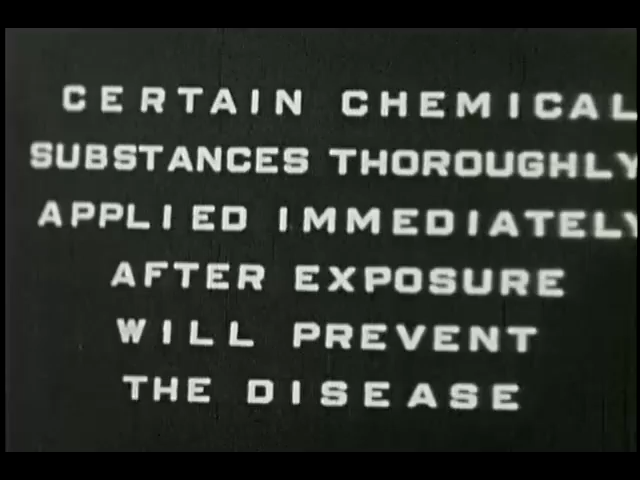 CERTAIN CHEMICAL
SUBSTANCES THOROUGHLY
APPLIED IMMEDIATELY
AFTER EXPOSURE
WILL PREVENT
THE DISEASE